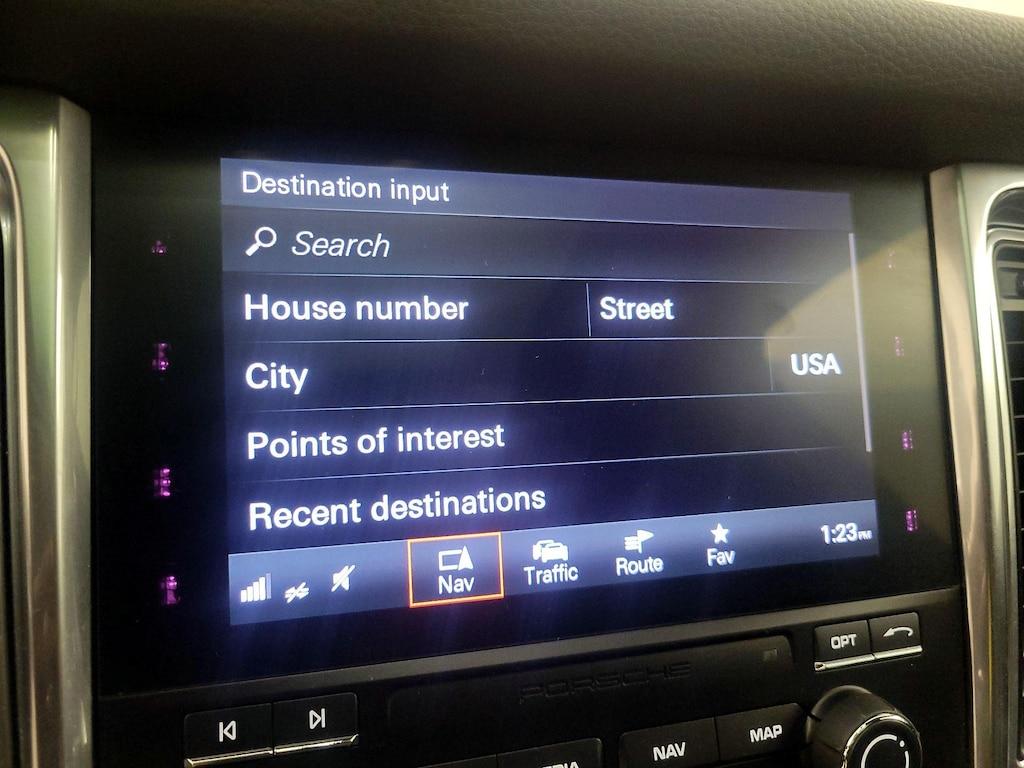 Destination input
Search
House number Street
City USA
Points of interest
Recent destinations
Nav Traffic Route Fav 1:23 PM
OPT
PORSCHE
NAV MAP